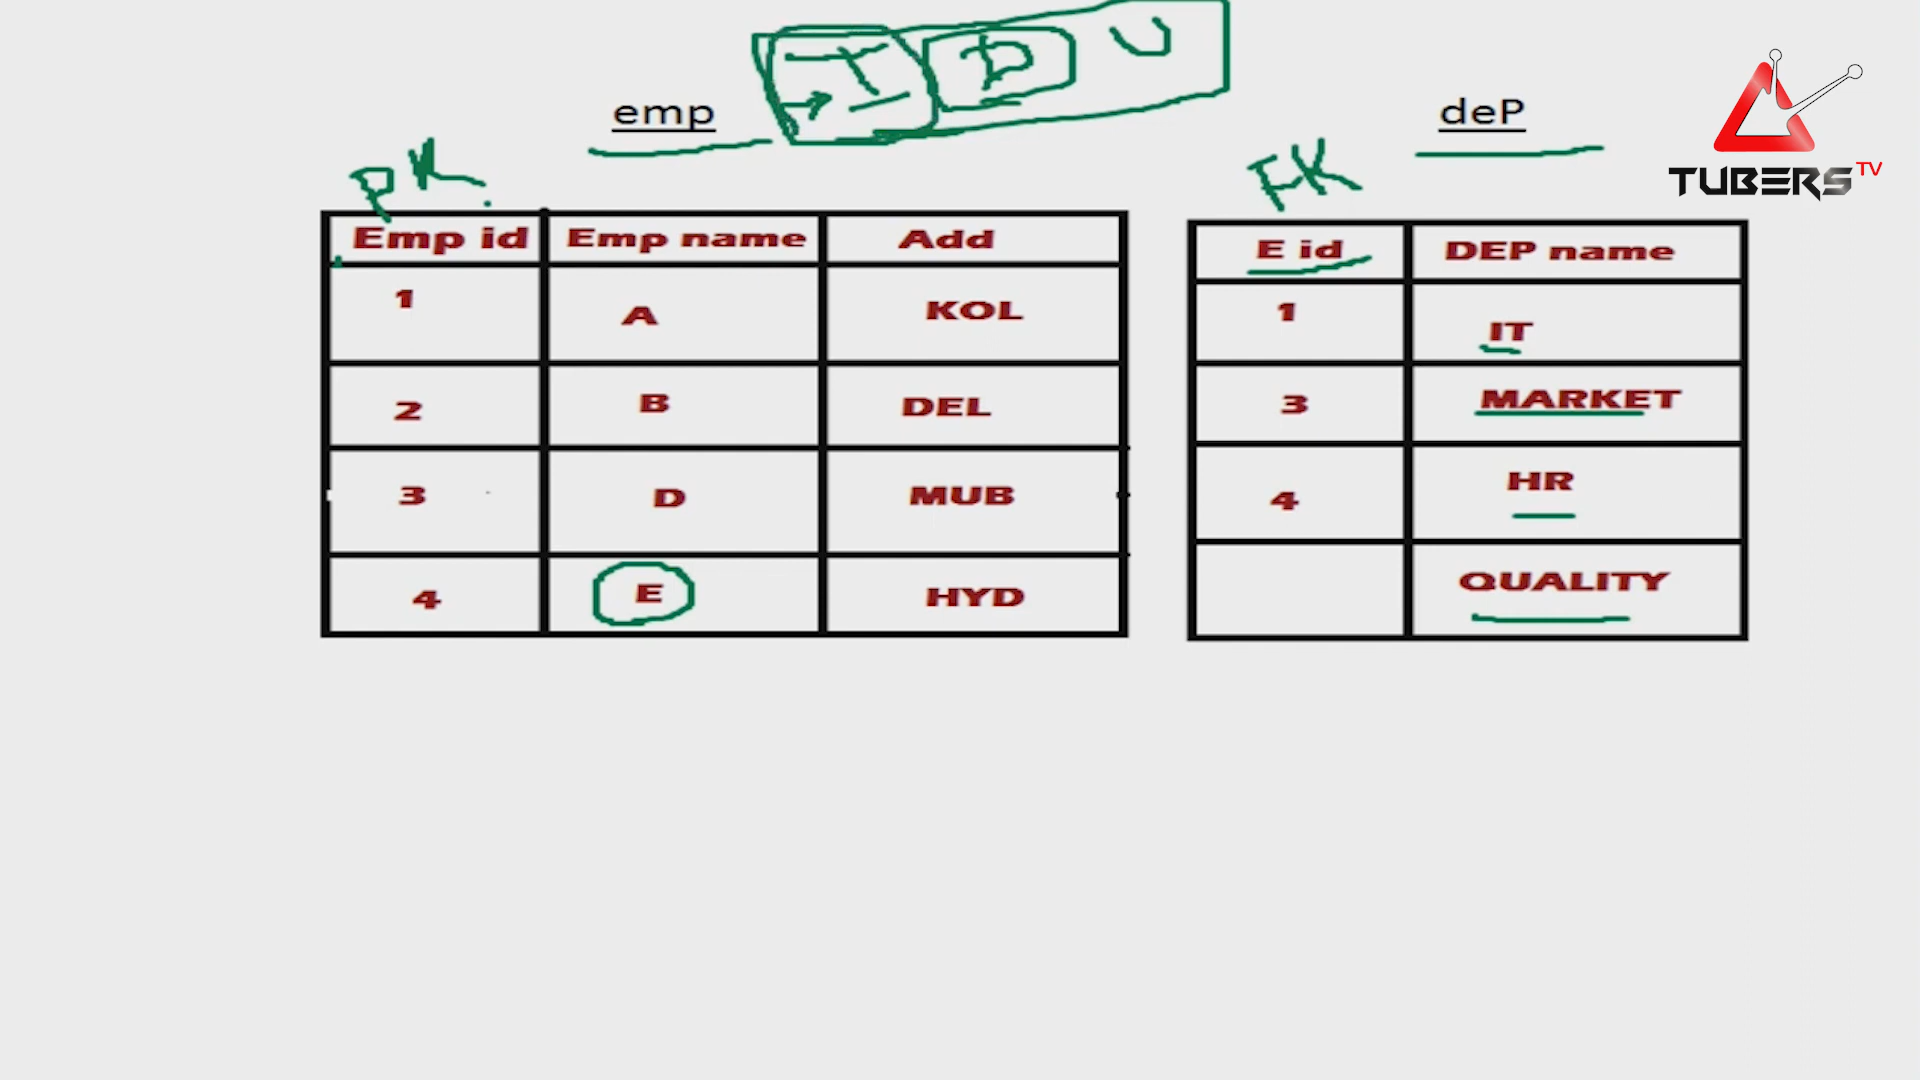 I D U
emp
deP
TUBERS TV
PK
FK
Emp id Emp name Add
1 A KOL
2 B DEL
3 D MUB
4 E HYD
E id DEP name
1 IT
3 MARKET
4 HR
QUALITY